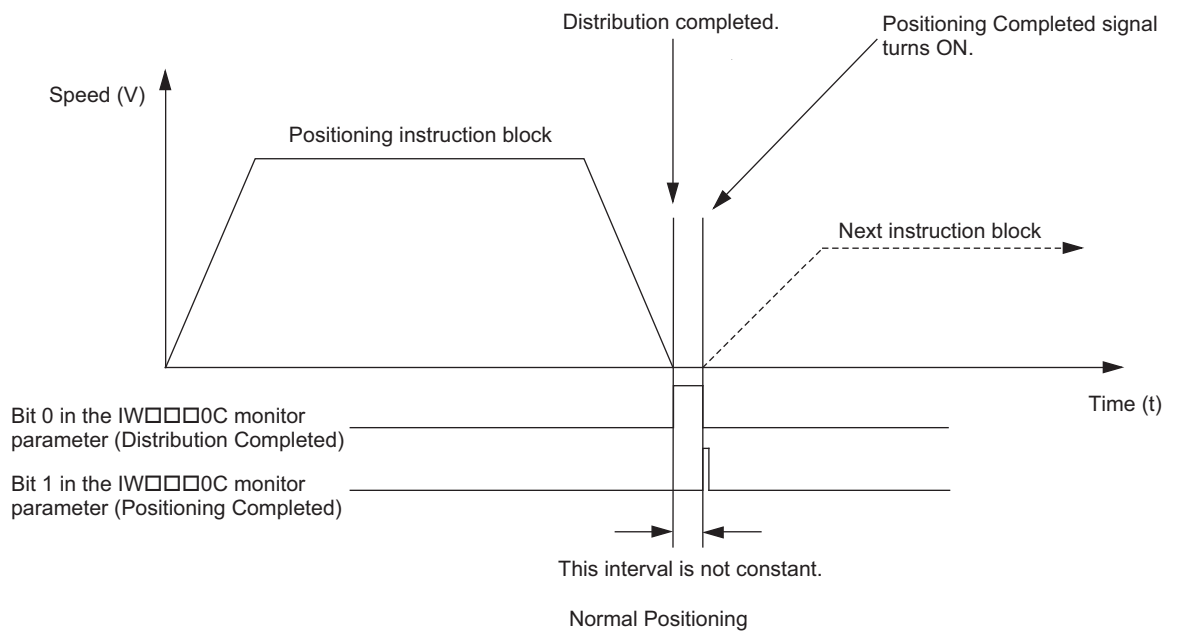 Distribution completed.
Positioning Completed signal
turns ON.
Speed (V)
Positioning instruction block
Next instruction block
Time (t)
Bit 0 in the IW□□□0C monitor
parameter (Distribution Completed)
Bit 1 in the IW□□□0C monitor
parameter (Positioning Completed)
This interval is not constant.
Normal Positioning